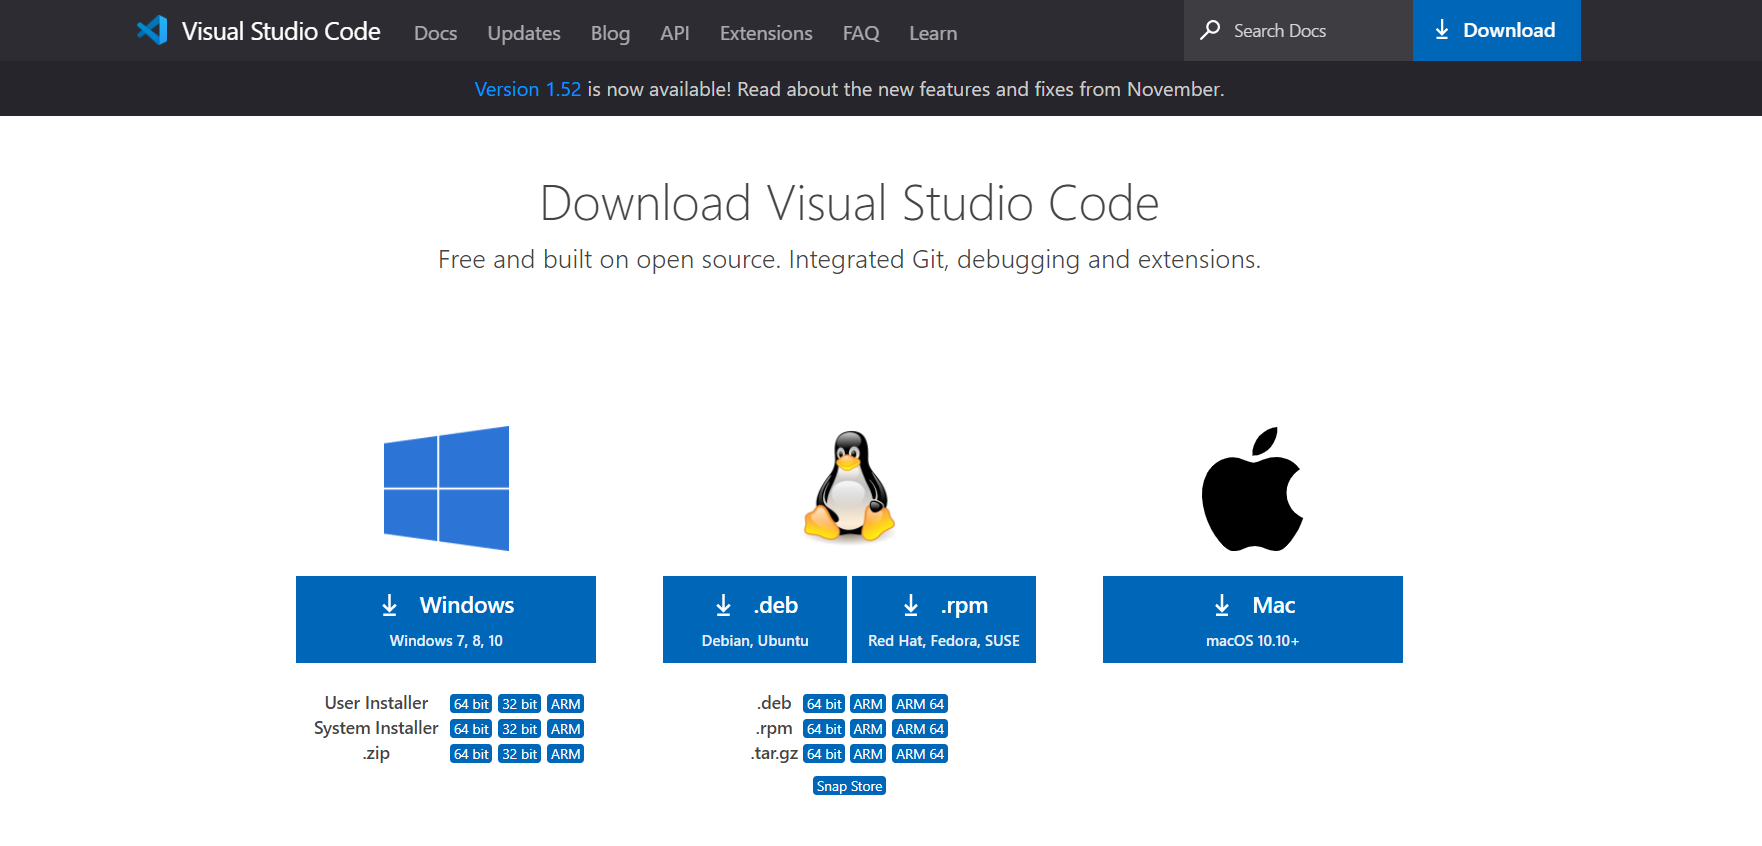 Visual Studio Code Docs Updates Blog API Extensions FAQ Learn Search Docs Download
Version 1.52 is now available! Read about the new features and fixes from November.
Download Visual Studio Code
Free and built on open source. Integrated Git, debugging and extensions.
Windows
Windows 7, 8, 10
User Installer 64 bit 32 bit ARM
System Installer 64 bit 32 bit ARM
.zip 64 bit 32 bit ARM
.deb
Debian, Ubuntu
.rpm
Red Hat, Fedora, SUSE
.deb 64 bit ARM ARM 64
.rpm 64 bit ARM ARM 64
.tar.gz 64 bit ARM ARM 64
Snap Store
Mac
macOS 10.10+